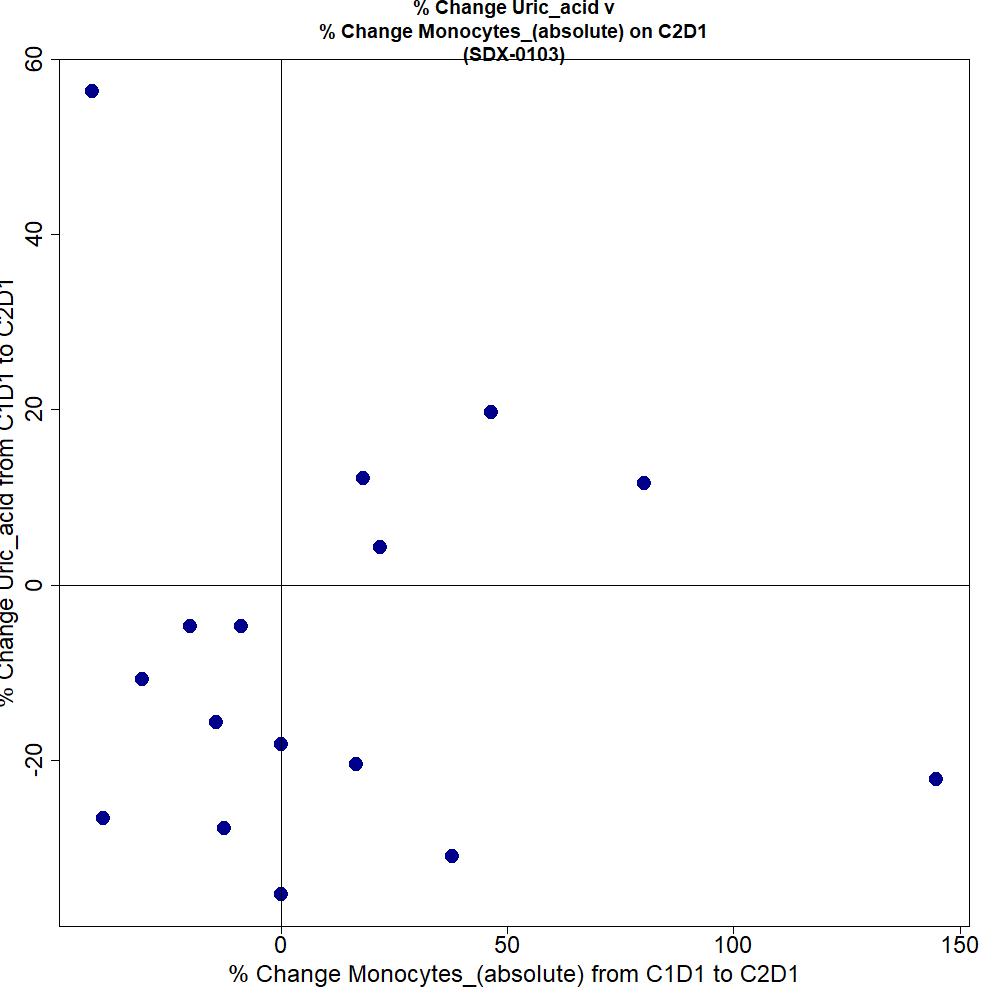 % Change Uric_acid v
% Change Monocytes_(absolute) on C2D1
(SDX-0103)
60
40
20
0
-20
% Change Uric_acid from C1D1 to C2D1
0
50
100
150
% Change Monocytes_(absolute) from C1D1 to C2D1